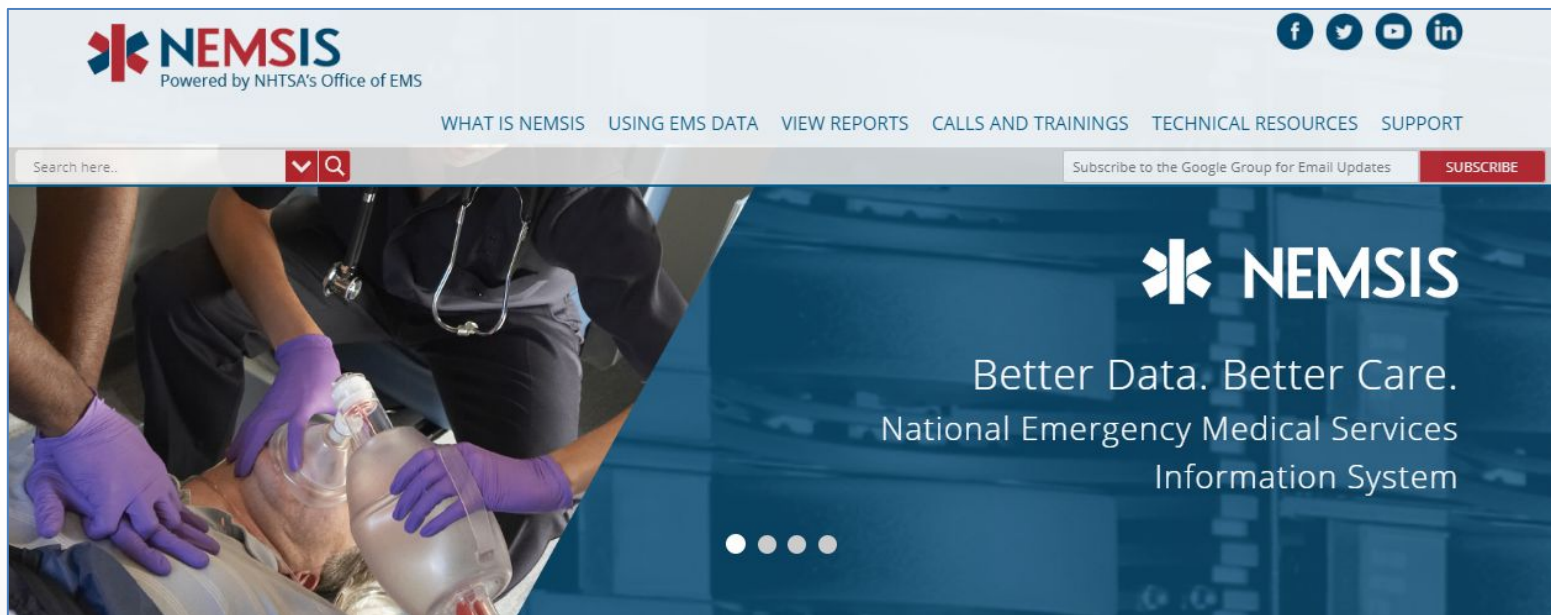 NEMSIS
Powered by NHTSA's Office of EMS
WHAT IS NEMSIS USING EMS DATA VIEW REPORTS CALLS AND TRAININGS TECHNICAL RESOURCES SUPPORT
Search here.. Subscribe to the Google Group for Email Updates SUBSCRIBE
NEMSIS
Better Data. Better Care.
National Emergency Medical Services
Information System